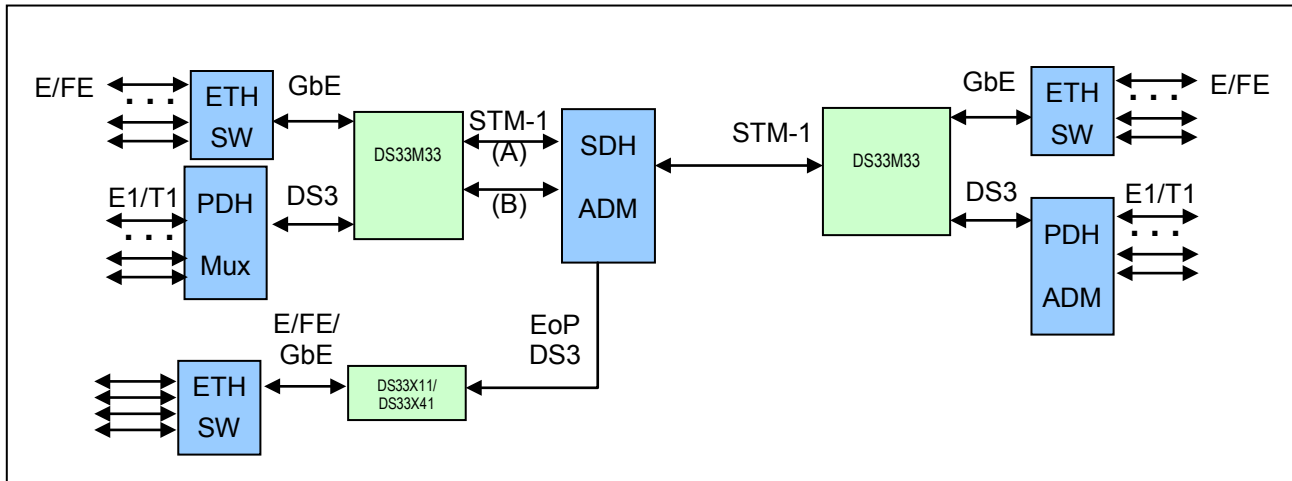 E/FE
. . .
ETH
SW
GbE
DS33M33
STM-1
(A)
(B)
SDH
ADM
STM-1
DS33M33
GbE
ETH
SW
. . .
E/FE
E1/T1
. . .
PDH
Mux
DS3
DS3
PDH
ADM
E1/T1
. . .
ETH
SW
E/FE/
GbE
DS33X11/
DS33X41
EoP
DS3